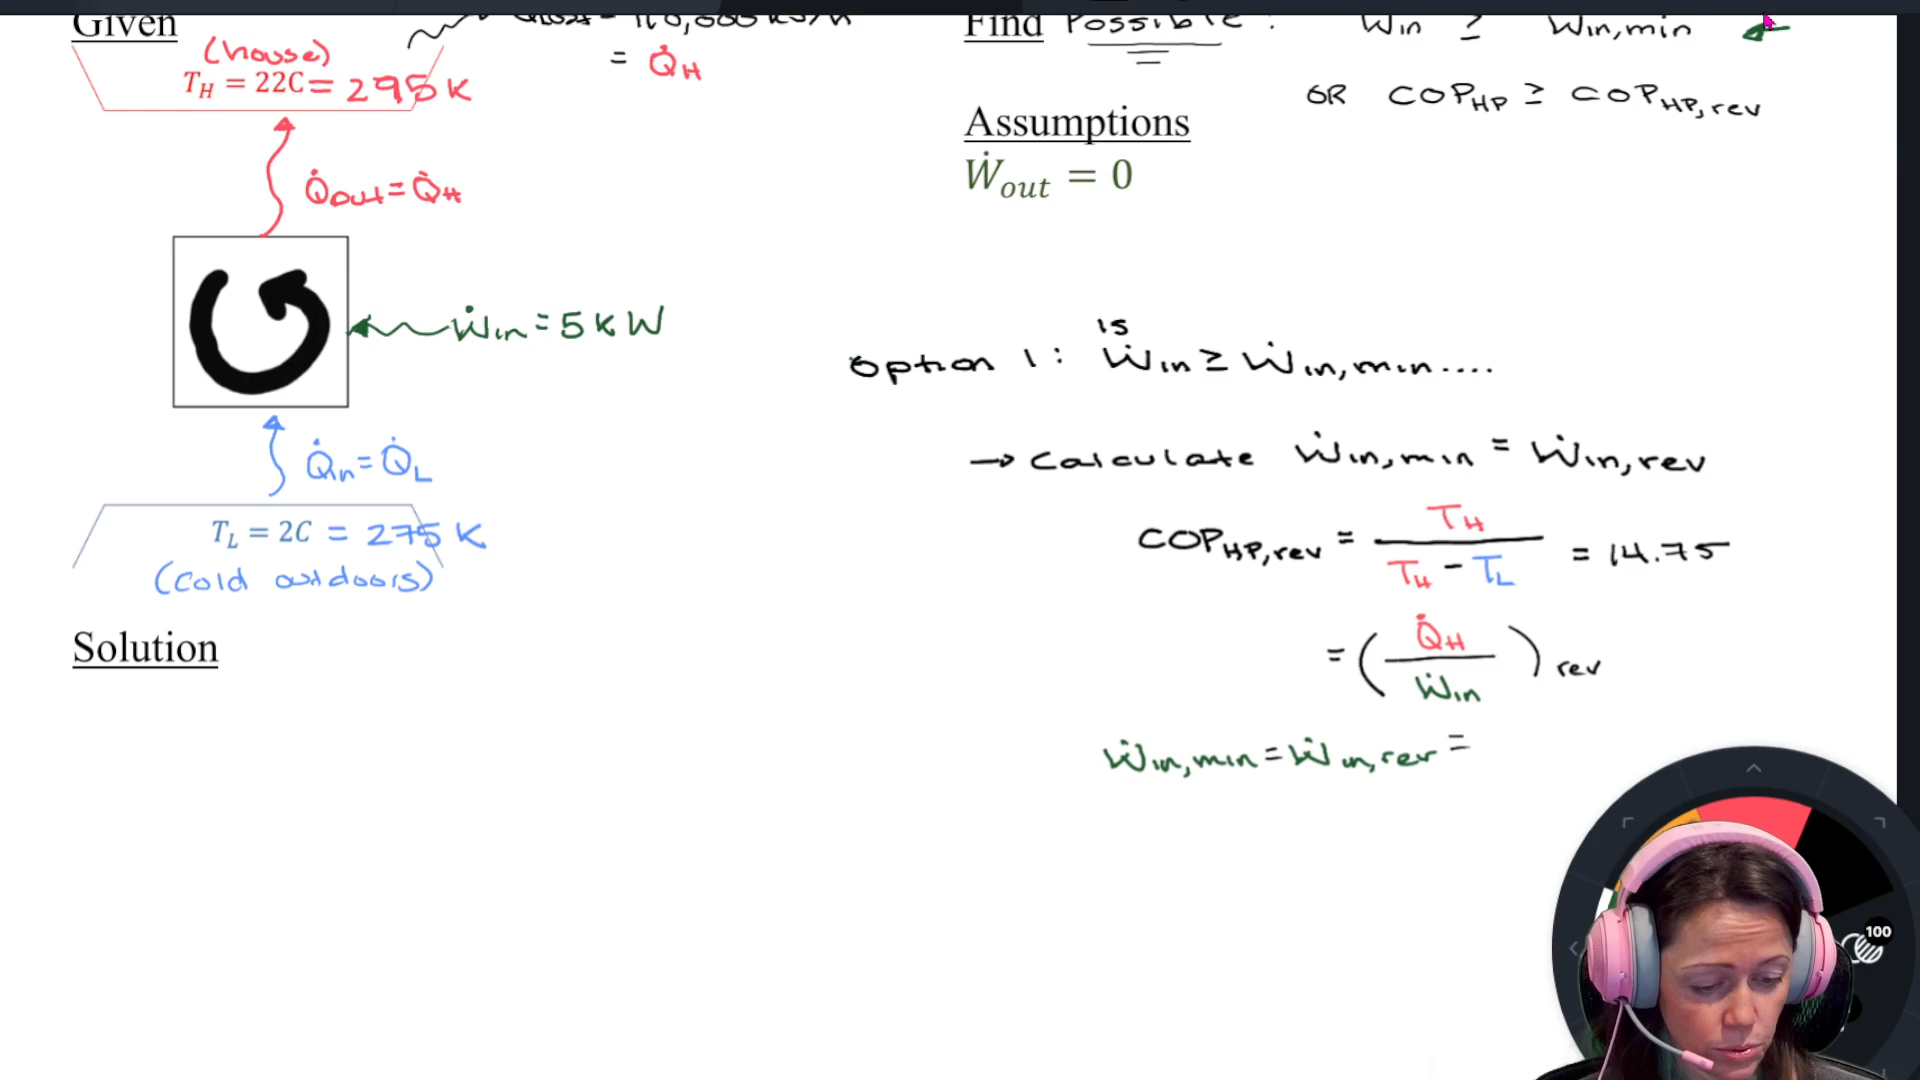 Given
= Q̇H
(house)
TH = 22C = 295 K
Q̇out = Q̇H
Ẇin = 5 kW
Q̇in = Q̇L
TL = 2C = 275 K
(cold outdoors)
Solution
Find Possible? Ẇin ≥ Ẇin,min
OR COPHP ≥ COPHP,rev
Assumptions
Ẇout = 0
is
Option 1: Ẇin ≥ Ẇin,min....
→ Calculate Ẇin,min = Ẇin,rev
COPHP,rev = TH / (TH - TL) = 14.75
= (Q̇H / Ẇin) rev
Ẇin,min = Ẇin,rev =
100